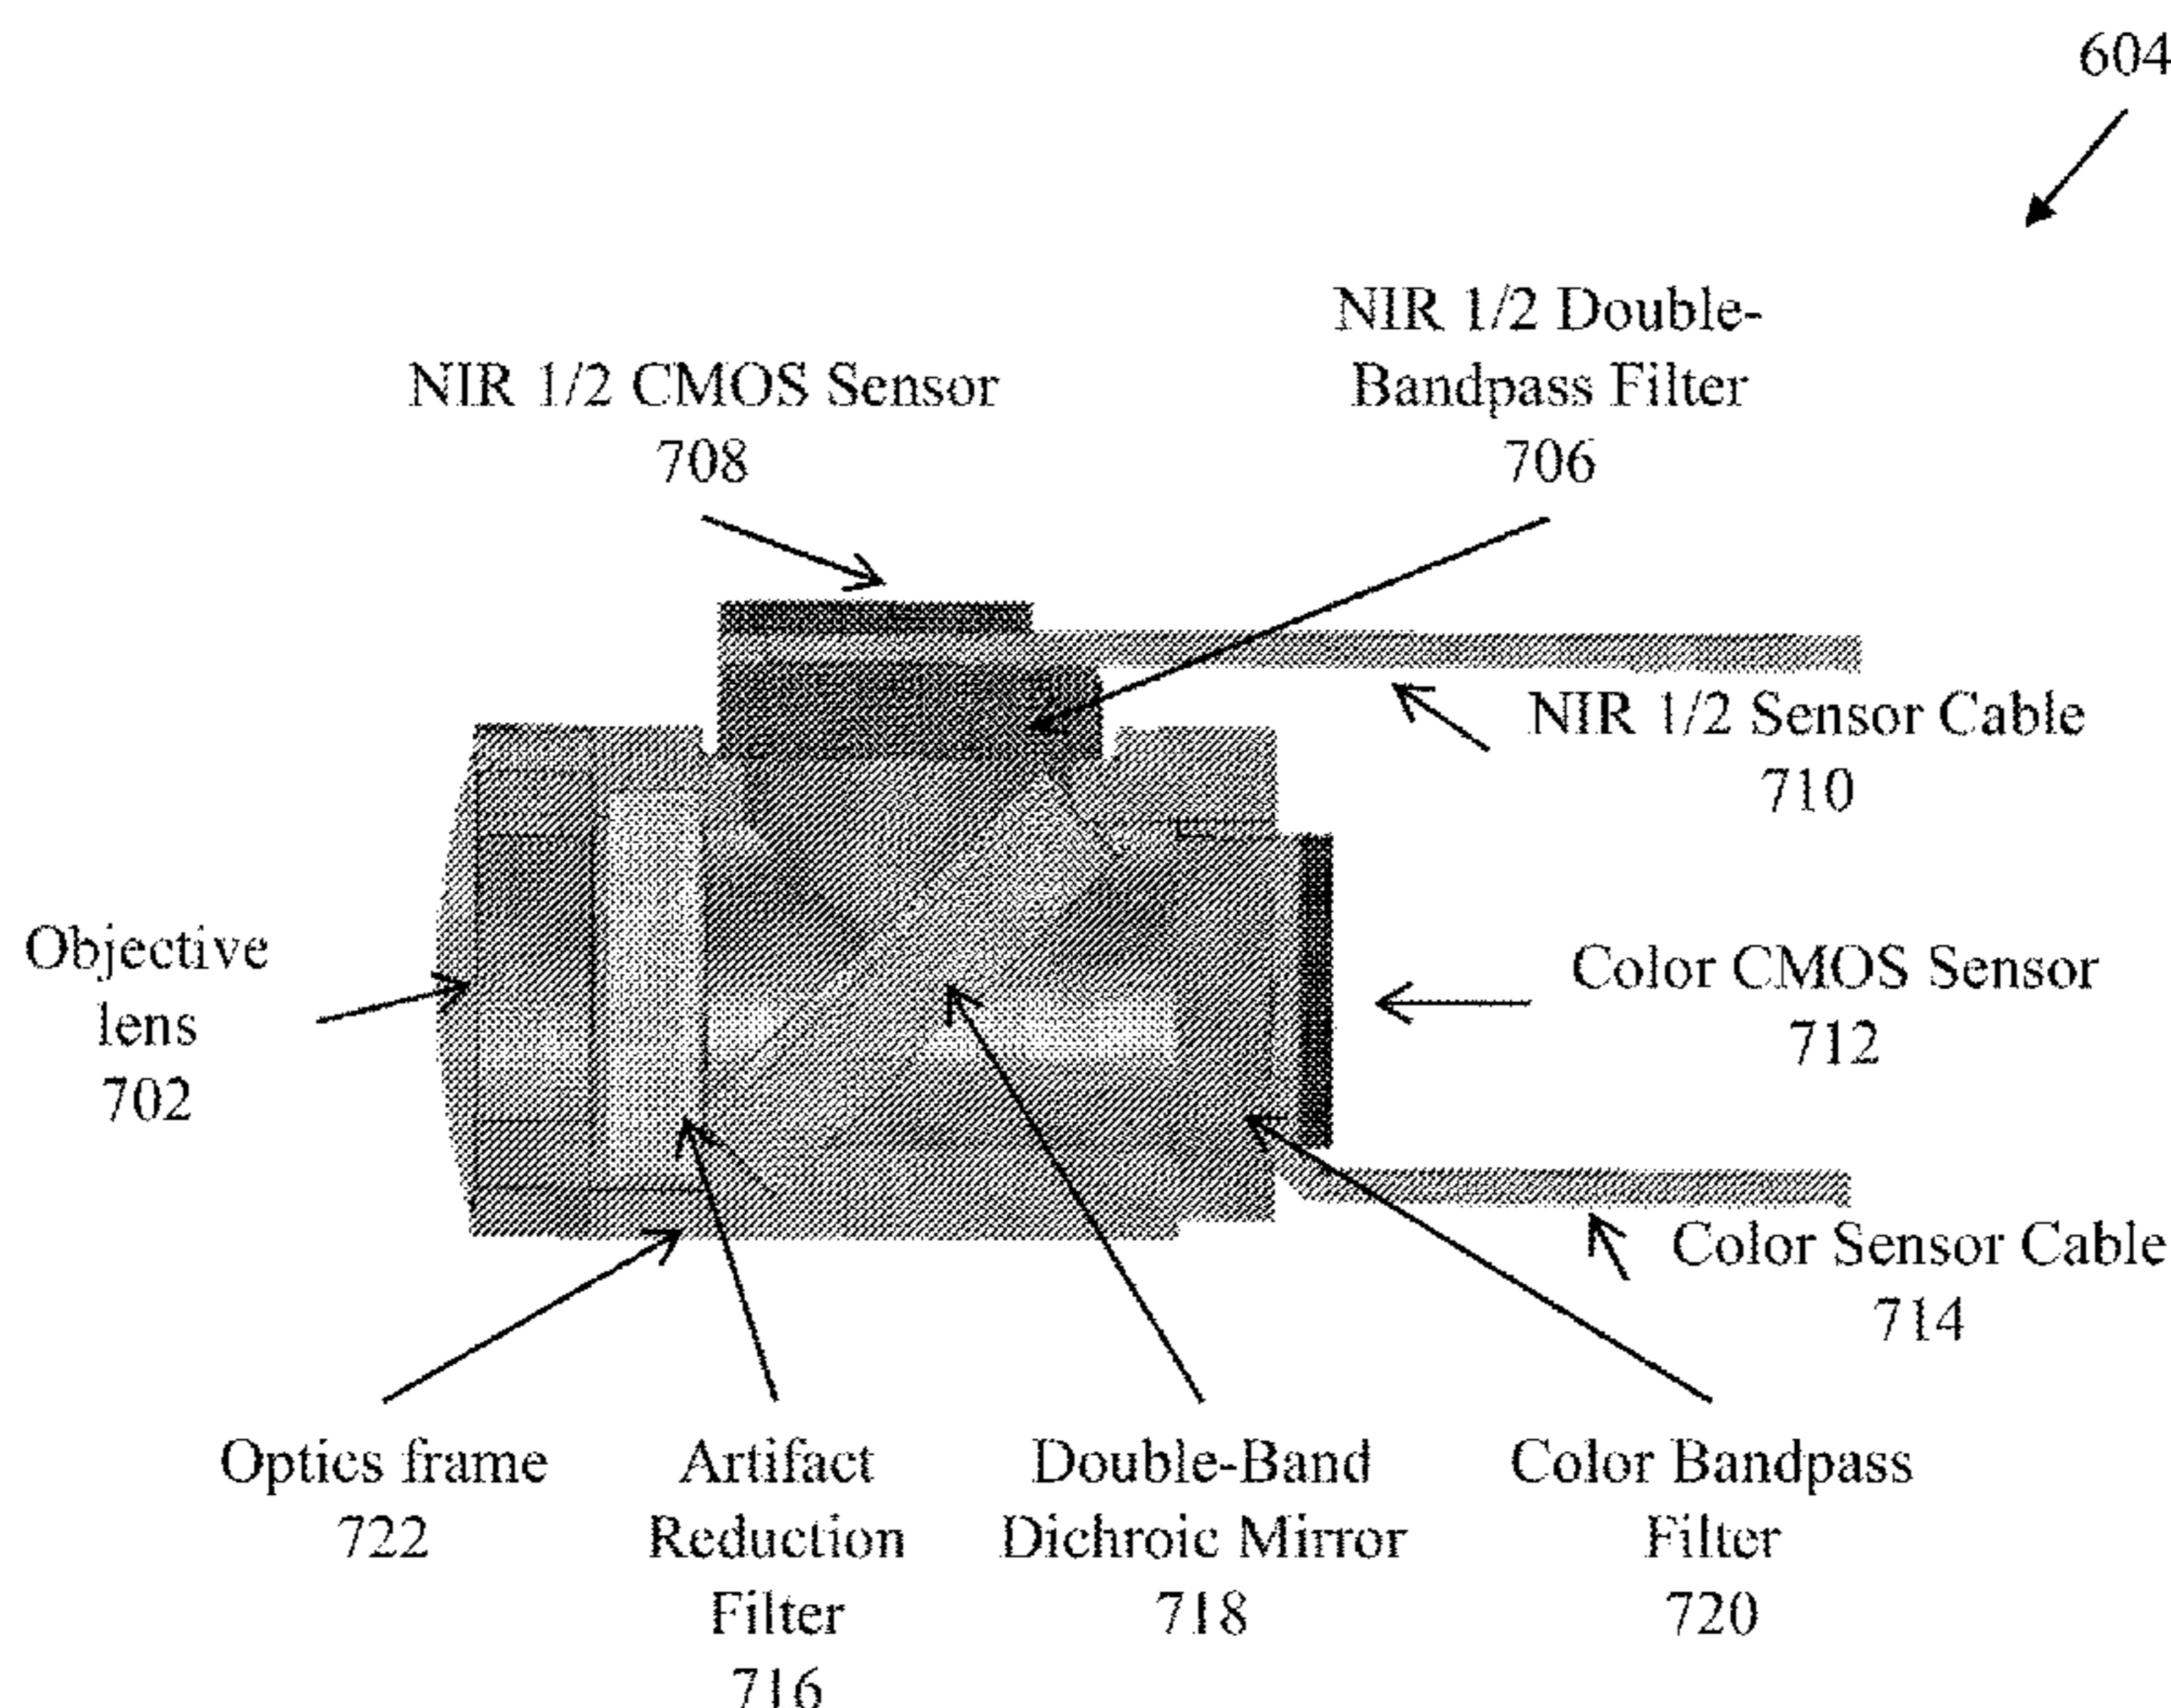 604
NIR 1/2 Double-
Bandpass Filter
706
NIR 1/2 CMOS Sensor
708
NIR 1/2 Sensor Cable
710
Objective
lens
702
Color CMOS Sensor
712
Color Sensor Cable
714
Optics frame
722
Artifact
Reduction
Filter
716
Double-Band
Dichroic Mirror
718
Color Bandpass
Filter
720